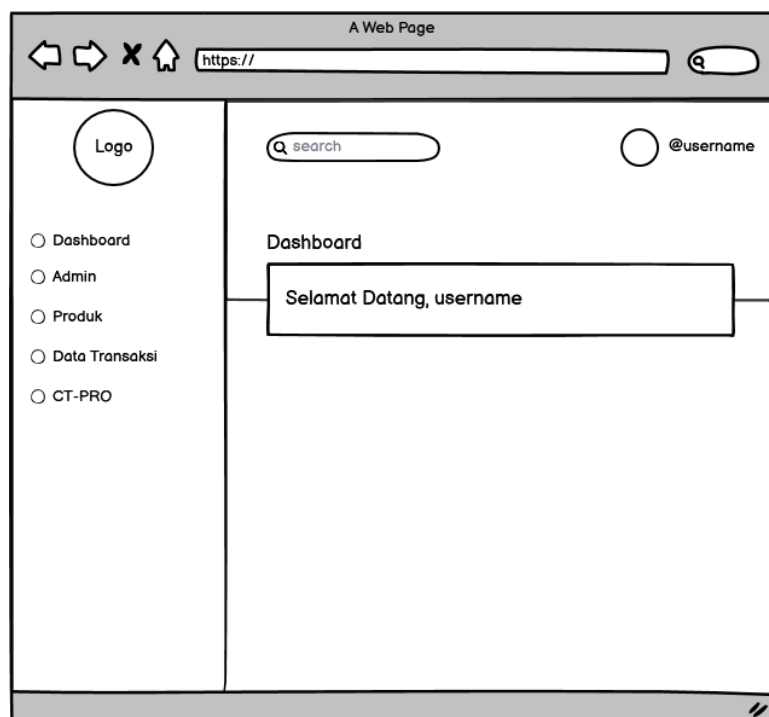 A Web Page
https://
Logo
search
@username
Dashboard
Admin
Produk
Data Transaksi
CT-PRO
Dashboard
Selamat Datang, username